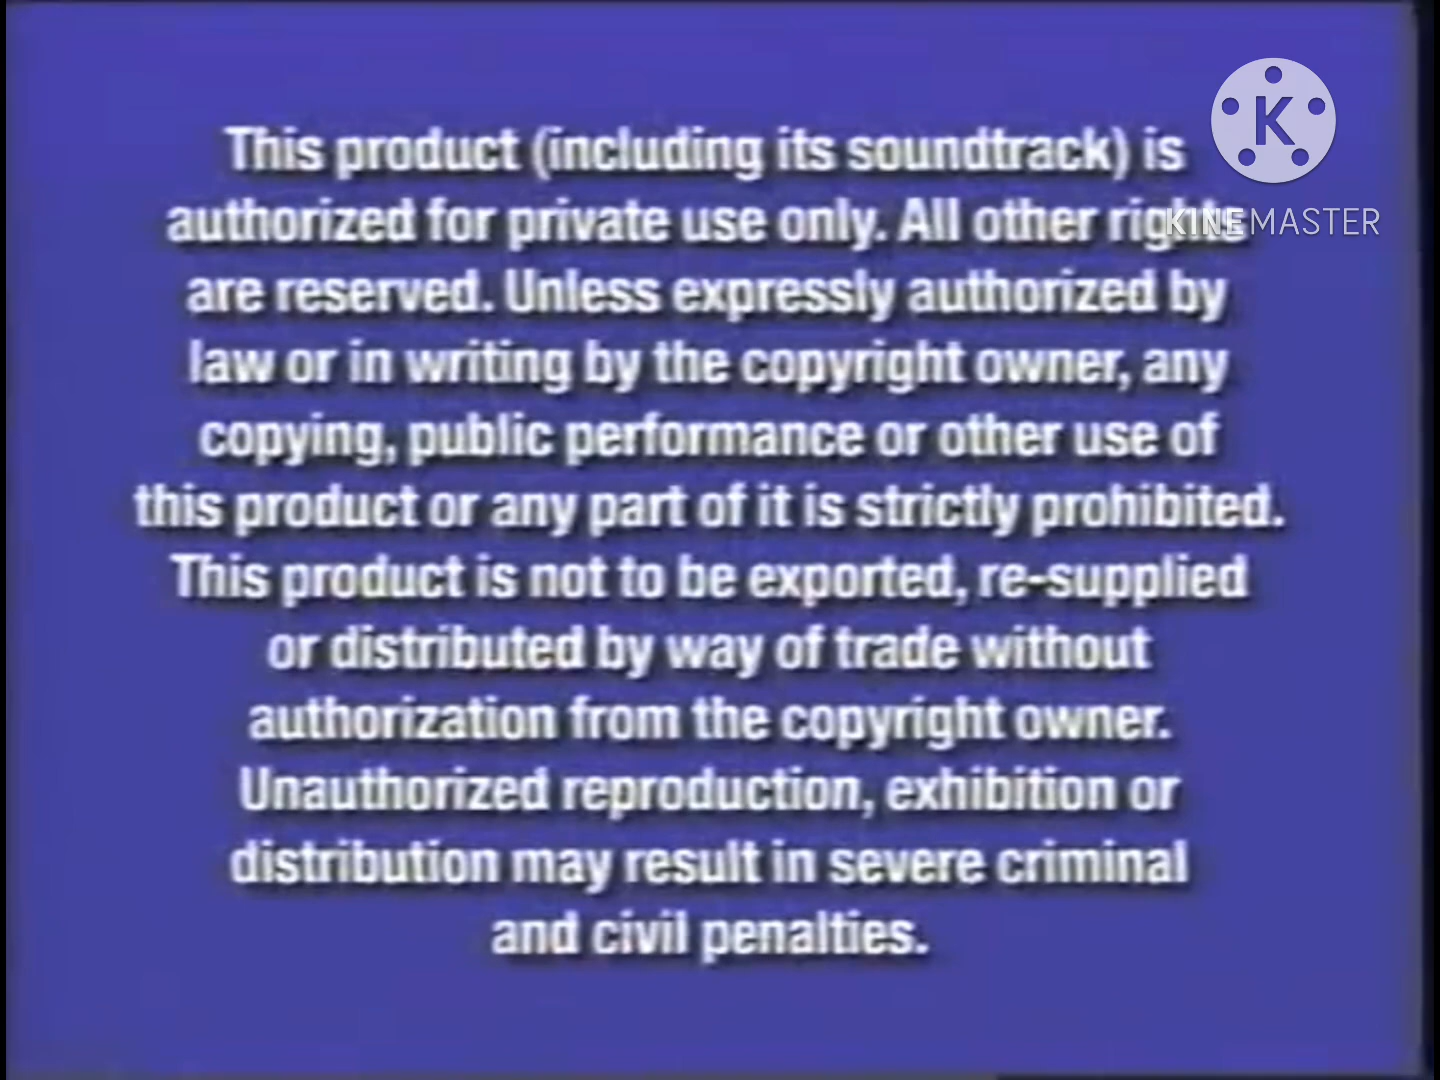 This product (including its soundtrack) is
authorized for private use only. All other rights
are reserved. Unless expressly authorized by
law or in writing by the copyright owner, any
copying, public performance or other use of
this product or any part of it is strictly prohibited.
This product is not to be exported, re-supplied
or distributed by way of trade without
authorization from the copyright owner.
Unauthorized reproduction, exhibition or
distribution may result in severe criminal
and civil penalties.
K
KINEMASTER